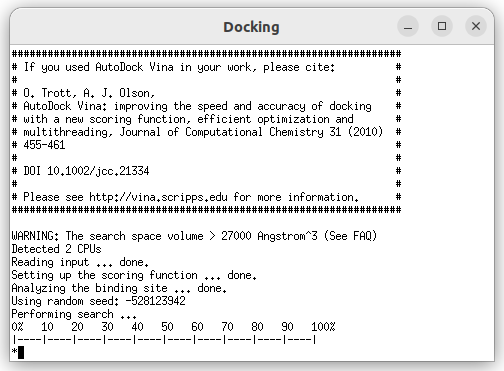 Docking
#################################################################
# If you used AutoDock Vina in your work, please cite:          #
#                                                               #
# O. Trott, A. J. Olson,                                        #
# AutoDock Vina: improving the speed and accuracy of docking    #
# with a new scoring function, efficient optimization and       #
# multithreading, Journal of Computational Chemistry 31 (2010)  #
# 455-461                                                       #
#                                                               #
# DOI 10.1002/jcc.21334                                         #
#                                                               #
# Please see http://vina.scripps.edu for more information.      #
#################################################################
WARNING: The search space volume > 27000 Angstrom^3 (See FAQ)
Detected 2 CPUs
Reading input ... done.
Setting up the scoring function ... done.
Analyzing the binding site ... done.
Using random seed: -528123942
Performing search ...
0%   10   20   30   40   50   60   70   80   90   100%
|----|----|----|----|----|----|----|----|----|----|
*